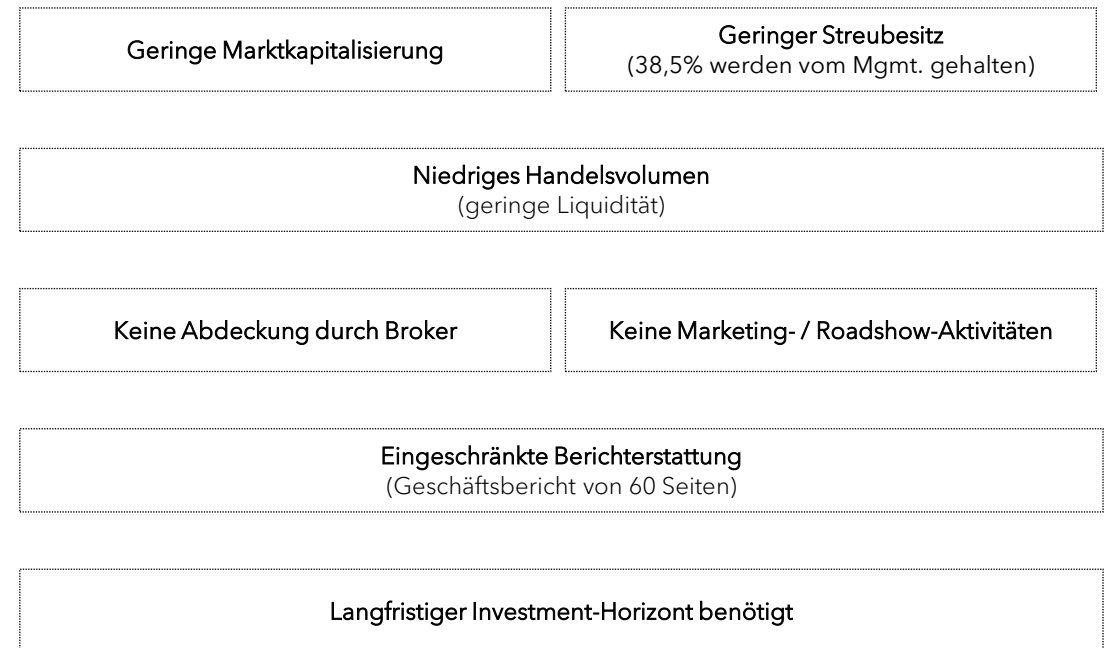 Geringe Marktkapitalisierung
Geringer Streubesitz
(38,5% werden vom Mgmt. gehalten)
Niedriges Handelsvolumen
(geringe Liquidität)
Keine Abdeckung durch Broker
Keine Marketing- / Roadshow-Aktivitäten
Eingeschränkte Berichterstattung
(Geschäftsbericht von 60 Seiten)
Langfristiger Investment-Horizont benötigt